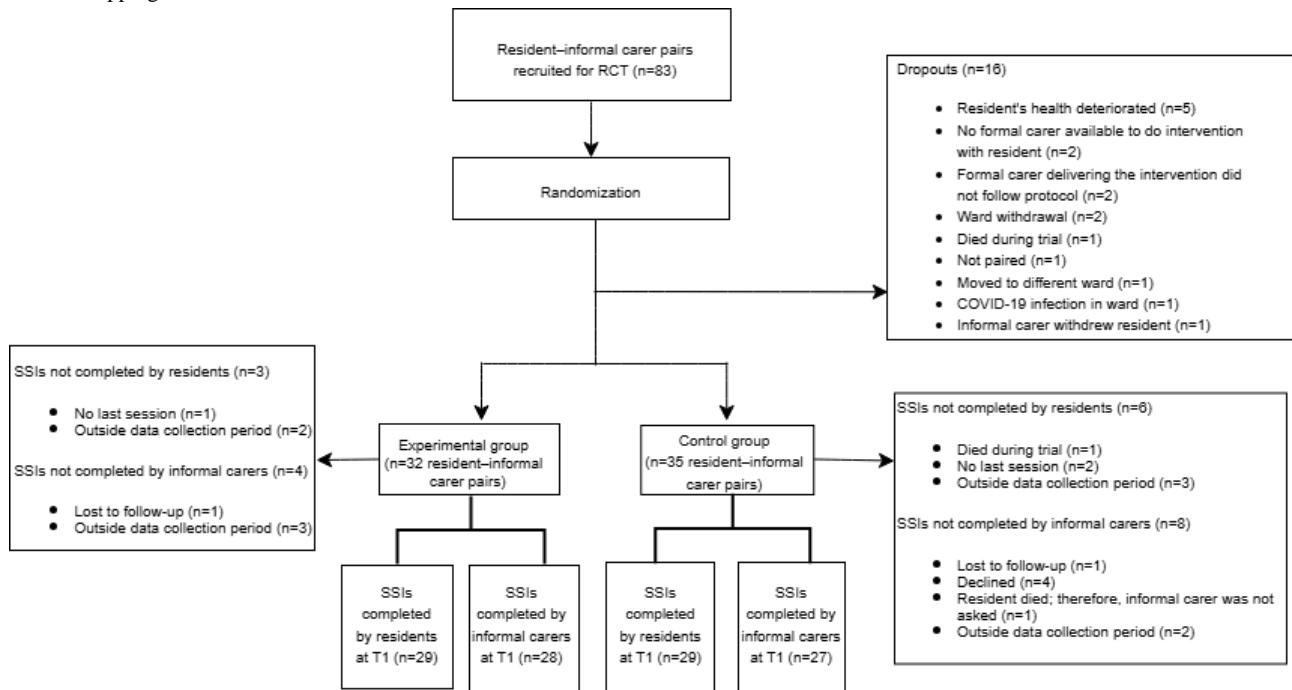 Resident–informal carer pairs
recruited for RCT (n=83)
Dropouts (n=16)
• Resident's health deteriorated (n=5)
• No formal carer available to do intervention
with resident (n=2)
• Formal carer delivering the intervention did
not follow protocol (n=2)
• Ward withdrawal (n=2)
• Died during trial (n=1)
• Not paired (n=1)
• Moved to different ward (n=1)
• COVID-19 infection in ward (n=1)
• Informal carer withdrew resident (n=1)
Randomization
SSIs not completed by residents (n=3)
• No last session (n=1)
• Outside data collection period (n=2)
SSIs not completed by informal carers (n=4)
• Lost to follow-up (n=1)
• Outside data collection period (n=3)
Experimental group
(n=32 resident–informal
carer pairs)
Control group
(n=35 resident–informal
carer pairs)
SSIs not completed by residents (n=6)
• Died during trial (n=1)
• No last session (n=2)
• Outside data collection period (n=3)
SSIs not completed by informal carers (n=8)
• Lost to follow-up (n=1)
• Declined (n=4)
• Resident died; therefore, informal carer was not
asked (n=1)
• Outside data collection period (n=2)
SSIs
completed
by residents
at T1 (n=29)
SSIs
completed by
informal carers
at T1 (n=28)
SSIs
completed
by residents
at T1 (n=29)
SSIs
completed by
informal carers
at T1 (n=27)